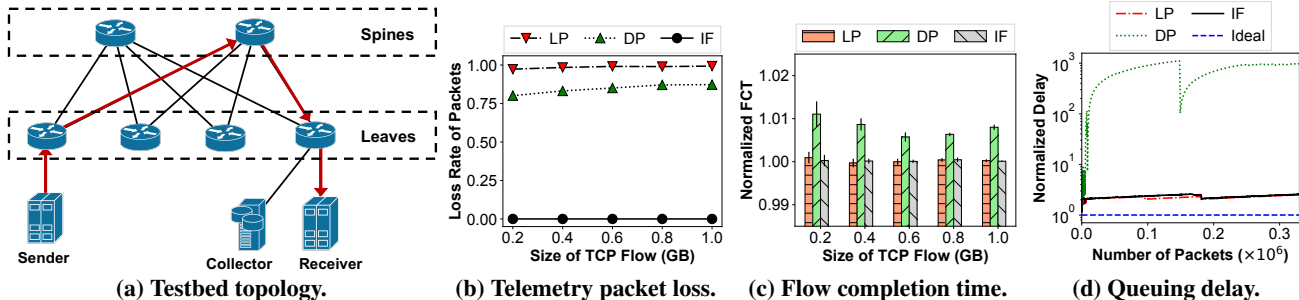 Spines
Leaves
Sender
Collector
Receiver
(a) Testbed topology.
LP DP IF
Loss Rate of Packets
1.00
0.75
0.50
0.25
0.00
0.2 0.4 0.6 0.8 1.0
Size of TCP Flow (GB)
(b) Telemetry packet loss.
LP DP IF
Normalized FCT
1.02
1.01
1.00
0.99
0.2 0.4 0.6 0.8 1.0
Size of TCP Flow (GB)
(c) Flow completion time.
LP IF
DP Ideal
Normalized Delay
10³
10²
10¹
10⁰
0.0 0.1 0.2 0.3
Number of Packets (×10⁶)
(d) Queuing delay.